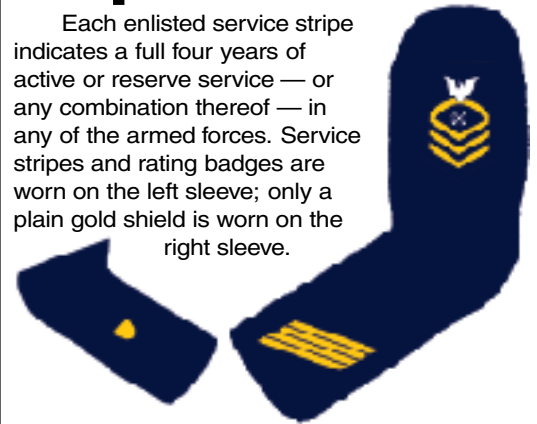 Each enlisted service stripe
indicates a full four years of
active or reserve service — or
any combination thereof — in
any of the armed forces. Service
stripes and rating badges are
worn on the left sleeve; only a
plain gold shield is worn on the
right sleeve.